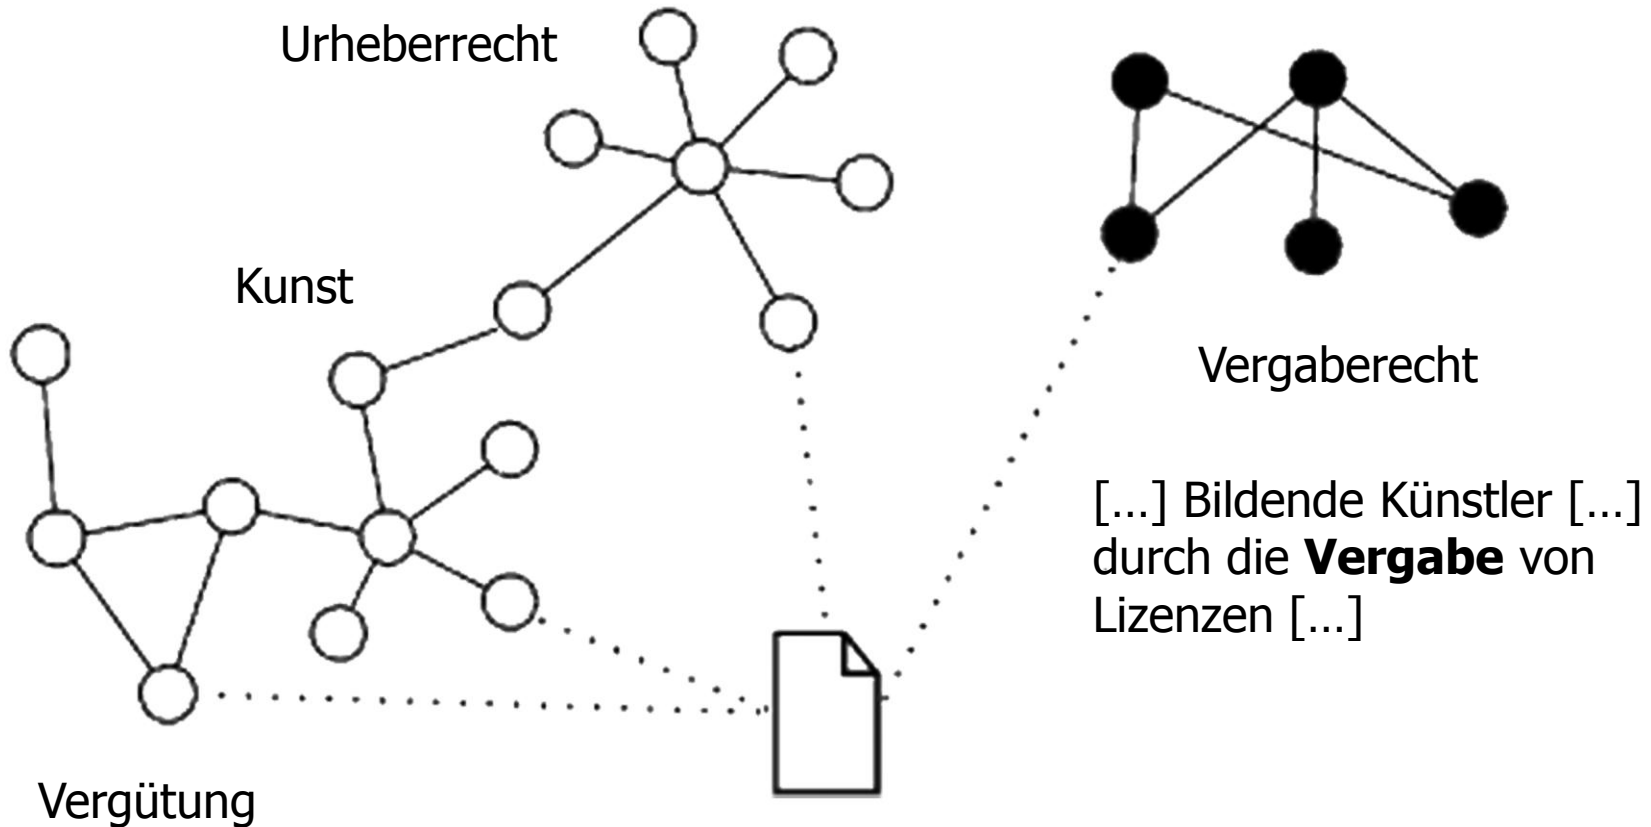 Urheberrecht
Kunst
Vergaberecht
[…] Bildende Künstler […]
durch die Vergabe von
Lizenzen […]
Vergütung